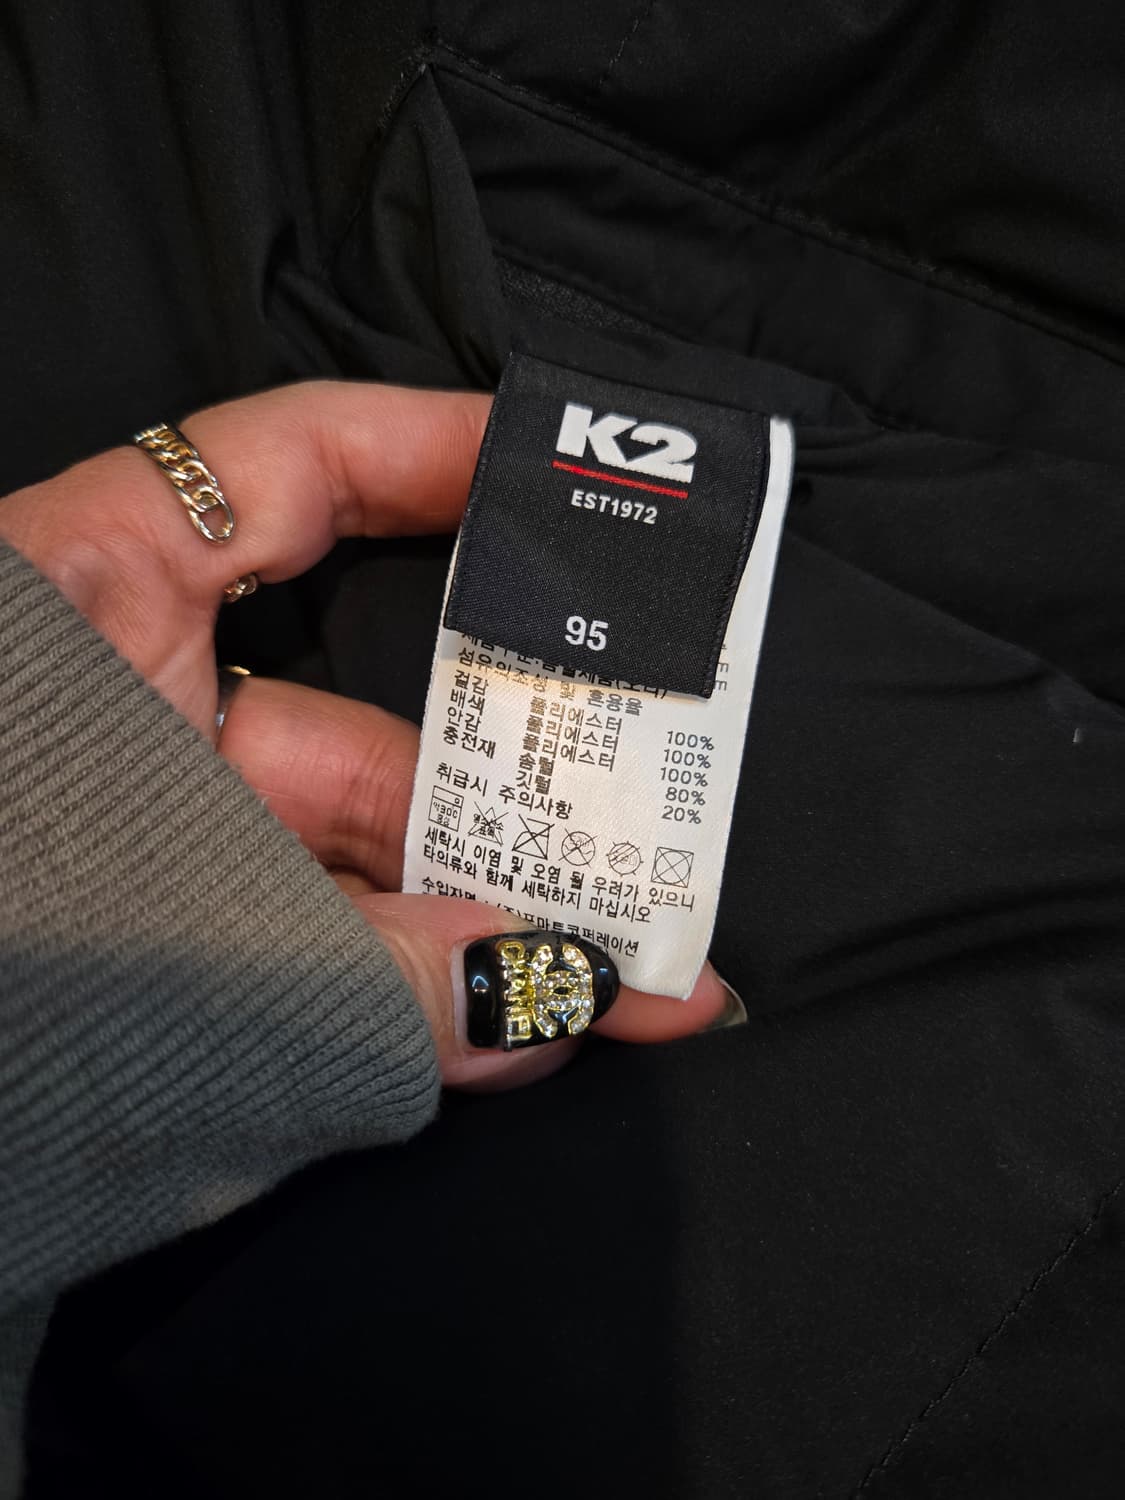 K2
EST1972
95
섬유의조성 및 혼용율
겉감 폴리에스터 100%
배색 폴리에스터 100%
안감 폴리에스터 100%
충전재 솜털 80%
깃털 20%
취급시 주의사항
세탁시 이염 및 오염 될 우려가 있으니
타의류와 함께 세탁하지 마십시오
CHANEL